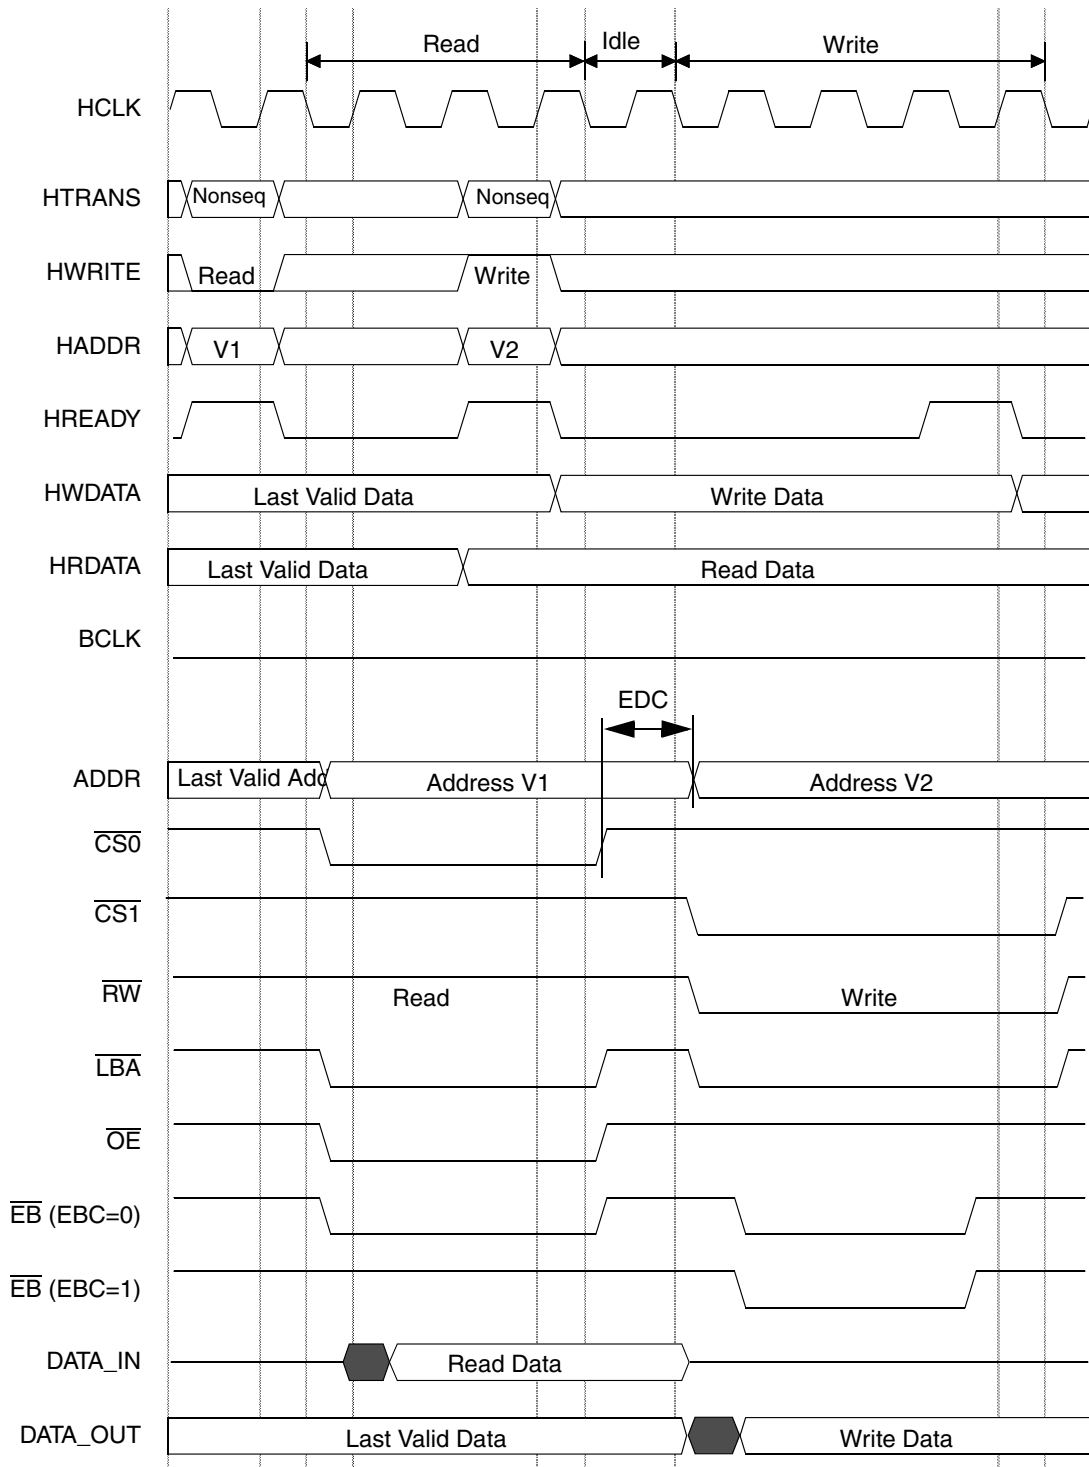 Read Idle Write
HCLK
HTRANS Nonseq Nonseq
HWRITE Read Write
HADDR V1 V2
HREADY
HWDATA Last Valid Data Write Data
HRDATA Last Valid Data Read Data
BCLK
EDC
ADDR Last Valid Add Address V1 Address V2
CS0
CS1
RW Read Write
LBA
OE
EB (EBC=0)
EB (EBC=1)
DATA_IN Read Data
DATA_OUT Last Valid Data Write Data